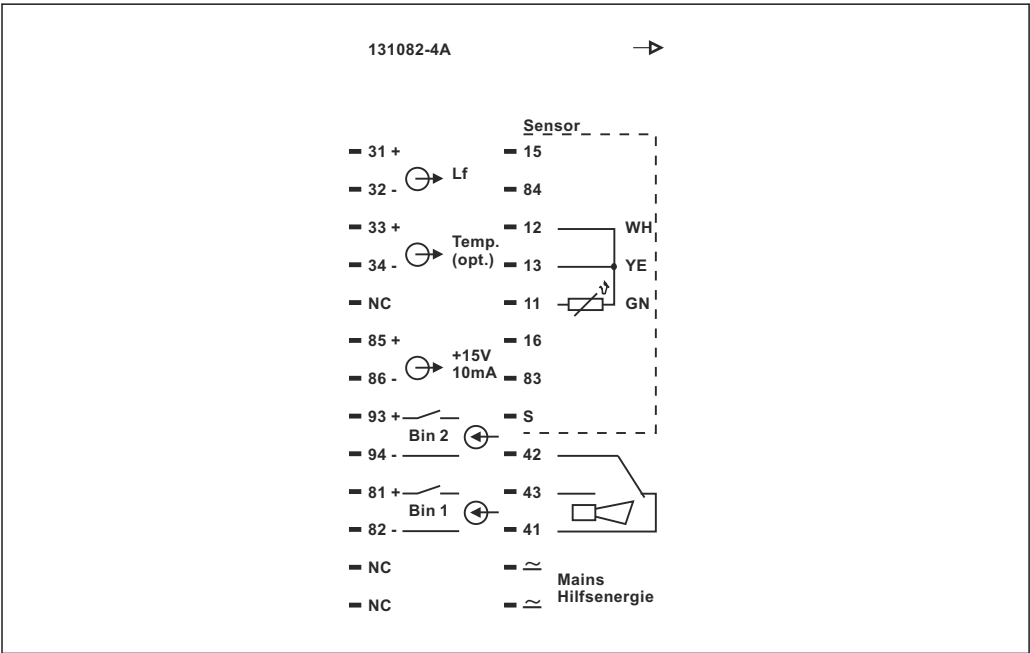 131082-4A
Sensor
31 +
32 -
Lf
33 +
34 -
Temp.
(opt.)
NC
85 +
86 -
+15V
10mA
93 +
94 -
Bin 2
81 +
82 -
Bin 1
NC
NC
15
84
12 WH
13 YE
11 GN
16
83
S
42
43
41
≃
≃
Mains
Hilfsenergie